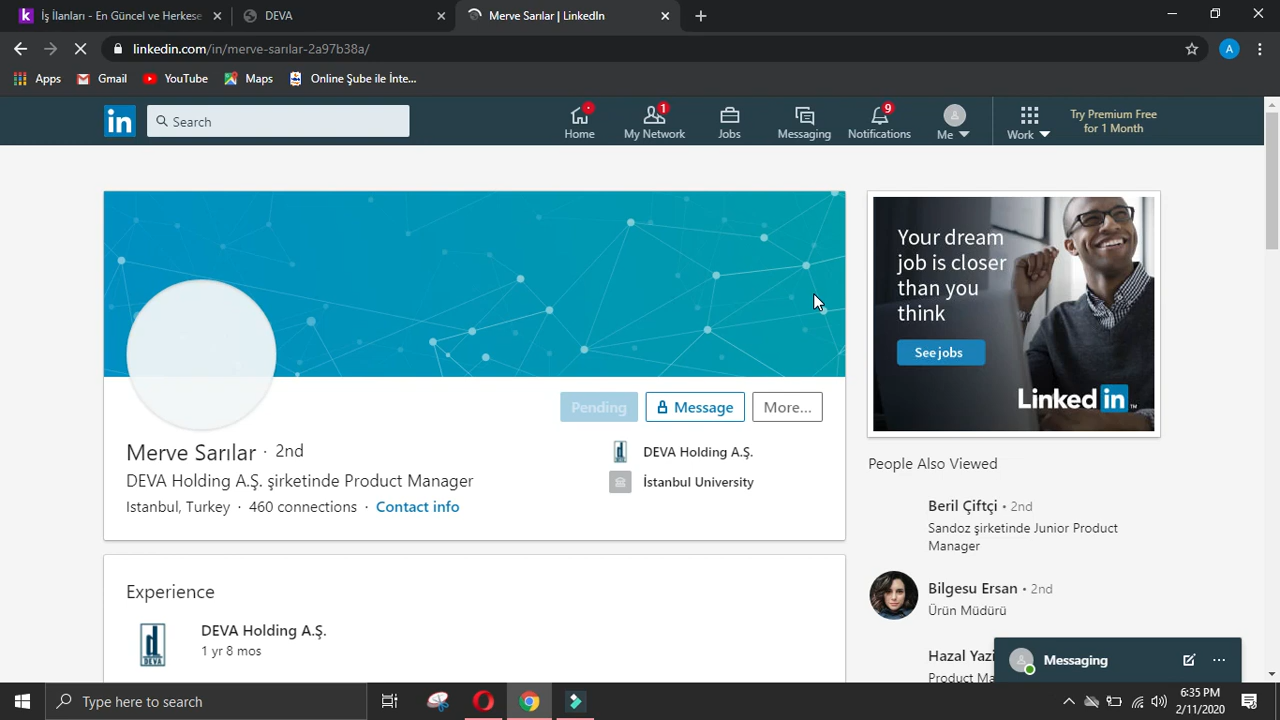 İş İlanları - En Güncel ve Herkese
DEVA
Merve Sarılar | LinkedIn
linkedin.com/in/merve-sarılar-2a97b38a/
A
Apps
Gmail
YouTube
Maps
Online Şube ile İnte...
in
Search
Home
1
My Network
Jobs
Messaging
9
Notifications
Me
Work
Try Premium Free
for 1 Month
Your dream
job is closer
than you
think
See jobs
Linked in
Pending
Message
More...
Merve Sarılar · 2nd
DEVA Holding A.Ş. şirketinde Product Manager
Istanbul, Turkey · 460 connections · Contact info
DEVA Holding A.Ş.
İstanbul University
People Also Viewed
Beril Çiftçi • 2nd
Sandoz şirketinde Junior Product
Manager
Bilgesu Ersan • 2nd
Ürün Müdürü
Hazal Yazi
Product Ma
Experience
DEVA
DEVA Holding A.Ş.
1 yr 8 mos
Messaging
Type here to search
6:35 PM
2/11/2020